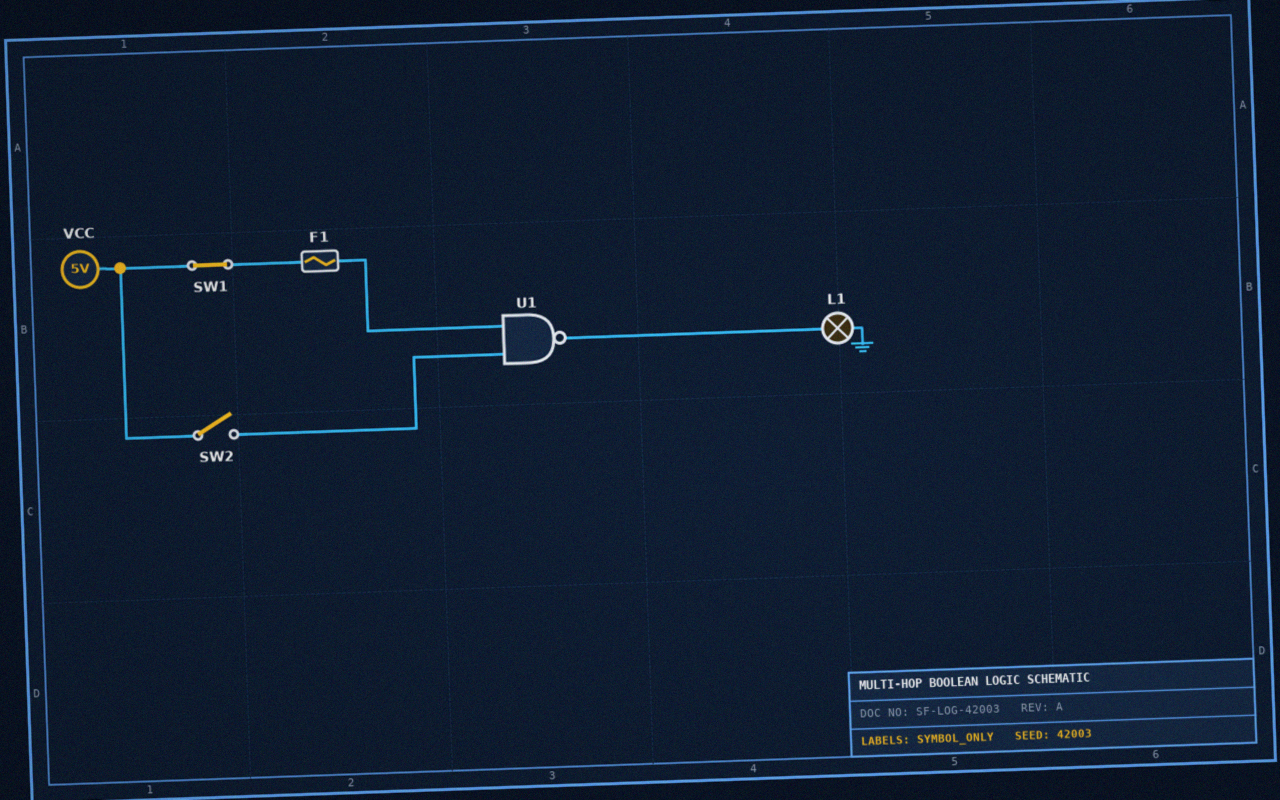 1 2 3 4 5 6
A A
VCC
5V
SW1
F1
U1
L1
B B
SW2
C C
D D
MULTI-HOP BOOLEAN LOGIC SCHEMATIC
DOC NO: SF-LOG-42003 REV: A
LABELS: SYMBOL_ONLY SEED: 42003
1 2 3 4 5 6